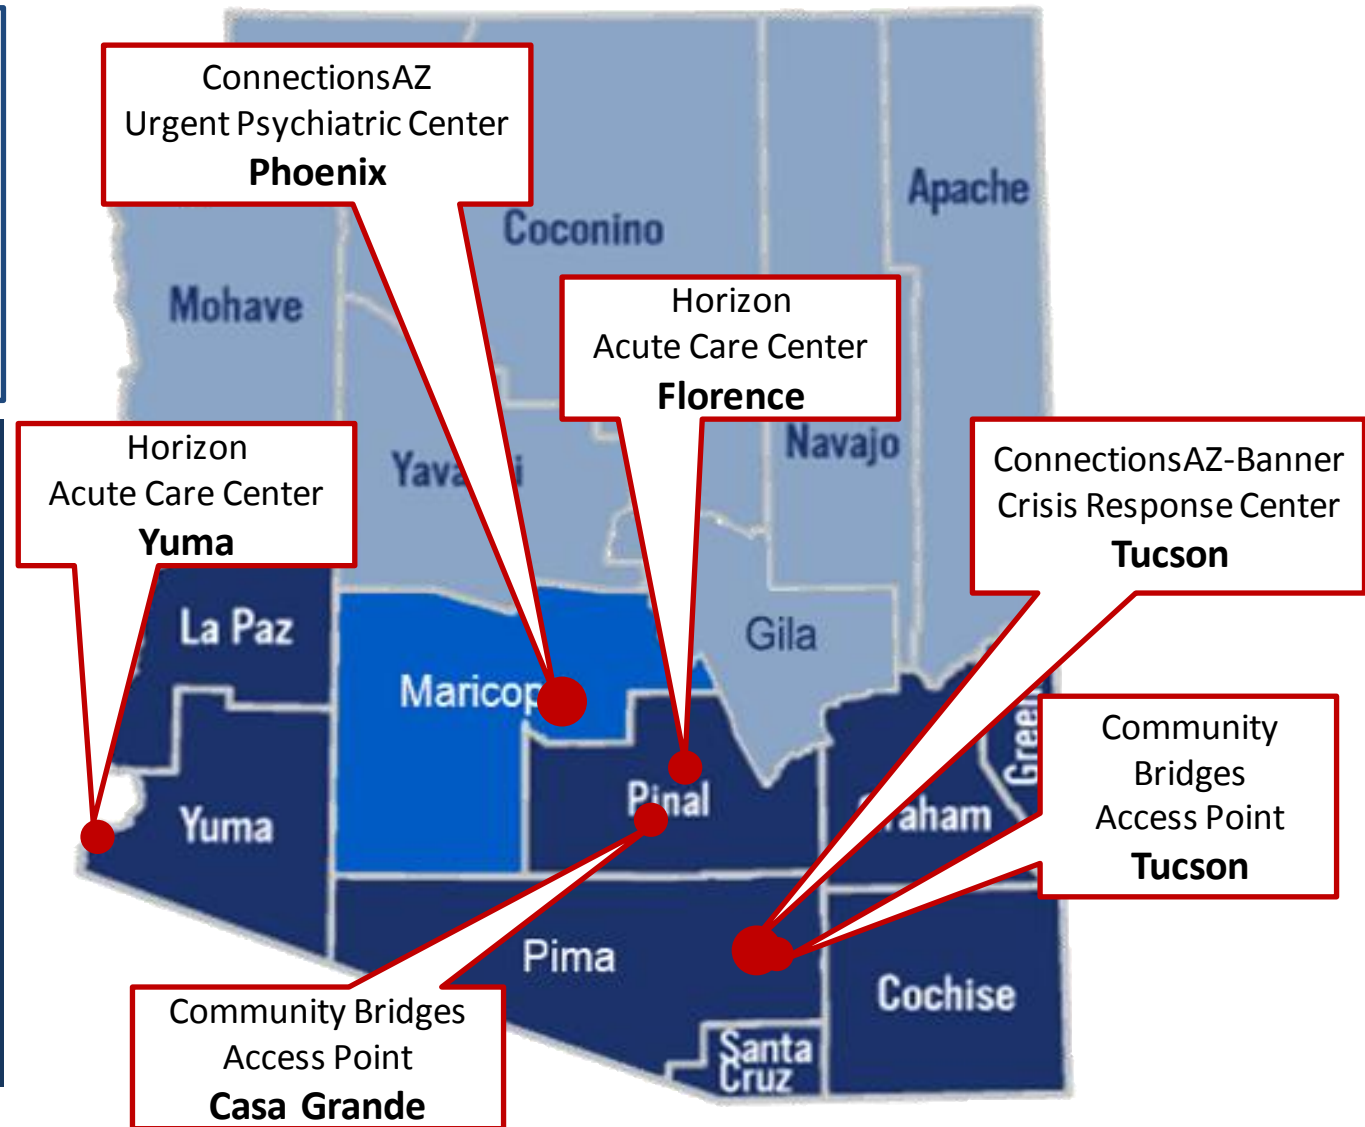 ConnectionsAZ
Urgent Psychiatric Center
Phoenix
Apache
Coconino
Mohave
Horizon
Acute Care Center
Florence
Horizon
Acute Care Center
Yuma
Navajo
ConnectionsAZ-Banner
Crisis Response Center
Tucson
La Paz
Gila
Pinal
Yuma
Community
Bridges
Access Point
Tucson
Pima
Cochise
Community Bridges
Access Point
Casa Grande
Santa
Cruz